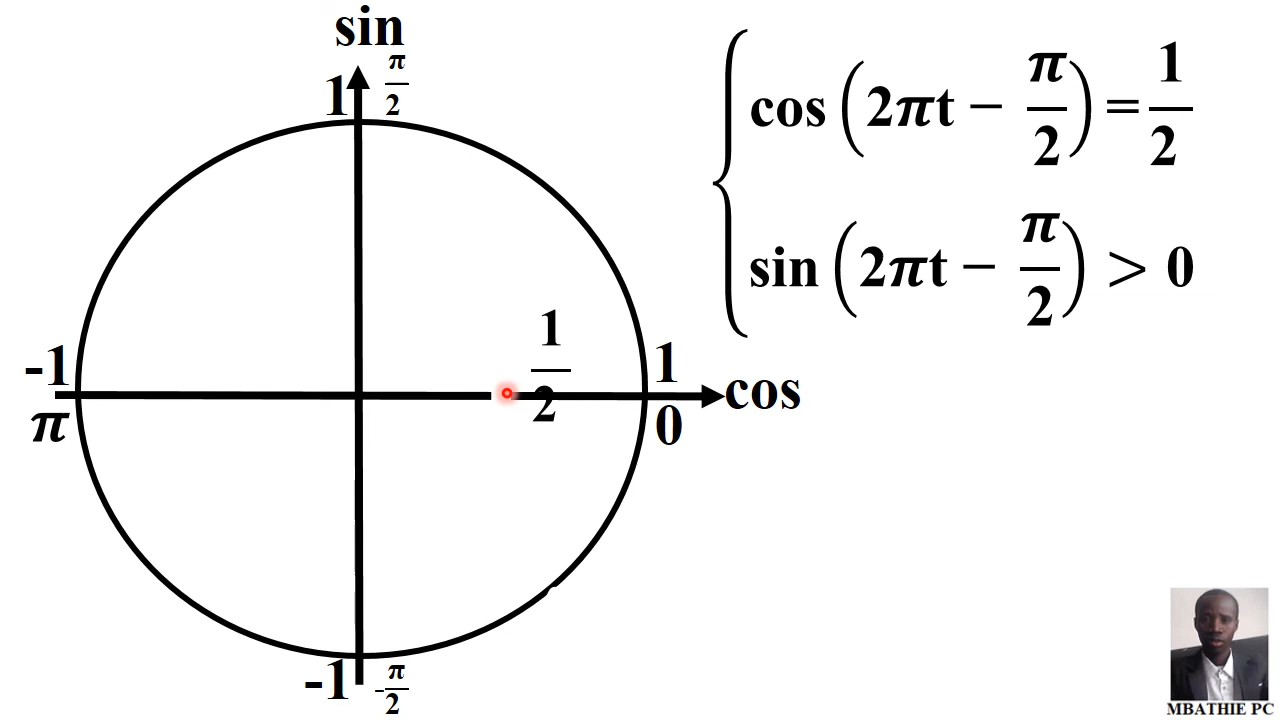 sin
1 π/2
cos(2πt − π/2) = 1/2
sin(2πt − π/2) > 0
1/2
-1 1
cos
π 0
-1 -π/2
MBATHIE PC